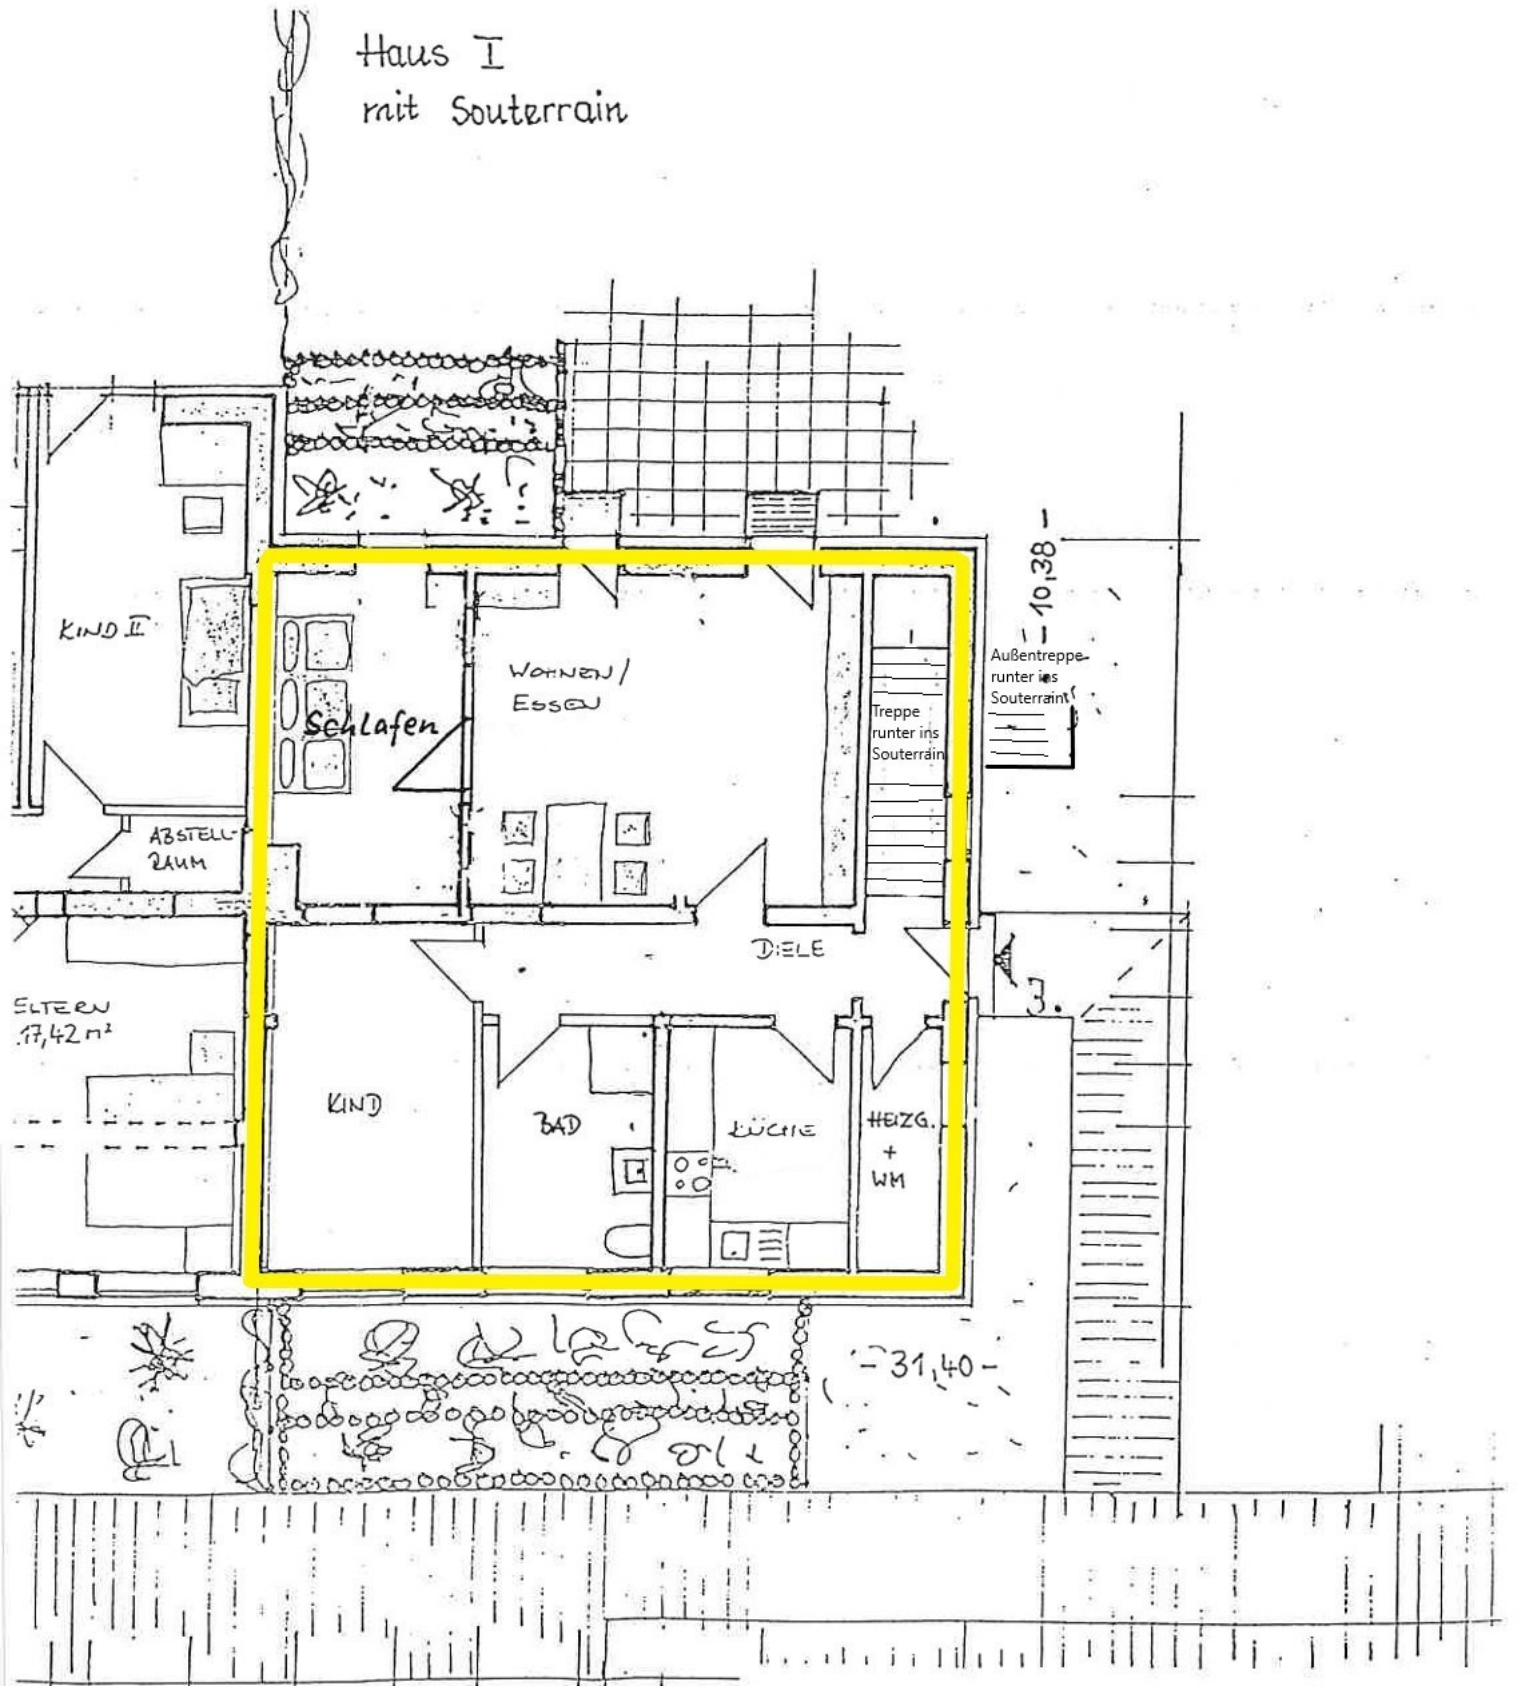 Haus I
mit Souterrain
-10,38-
KIND II
WOHNEN/
ESSEN
Schlafen
Außentreppe
runter ins
Souterrain
Treppe
runter ins
Souterrain
ABSTELL-
RAUM
DIELE
ELTERN
17,42 m²
3.
KIND
BAD
KÜCHE
HEIZG.
+
WM
-31,40-